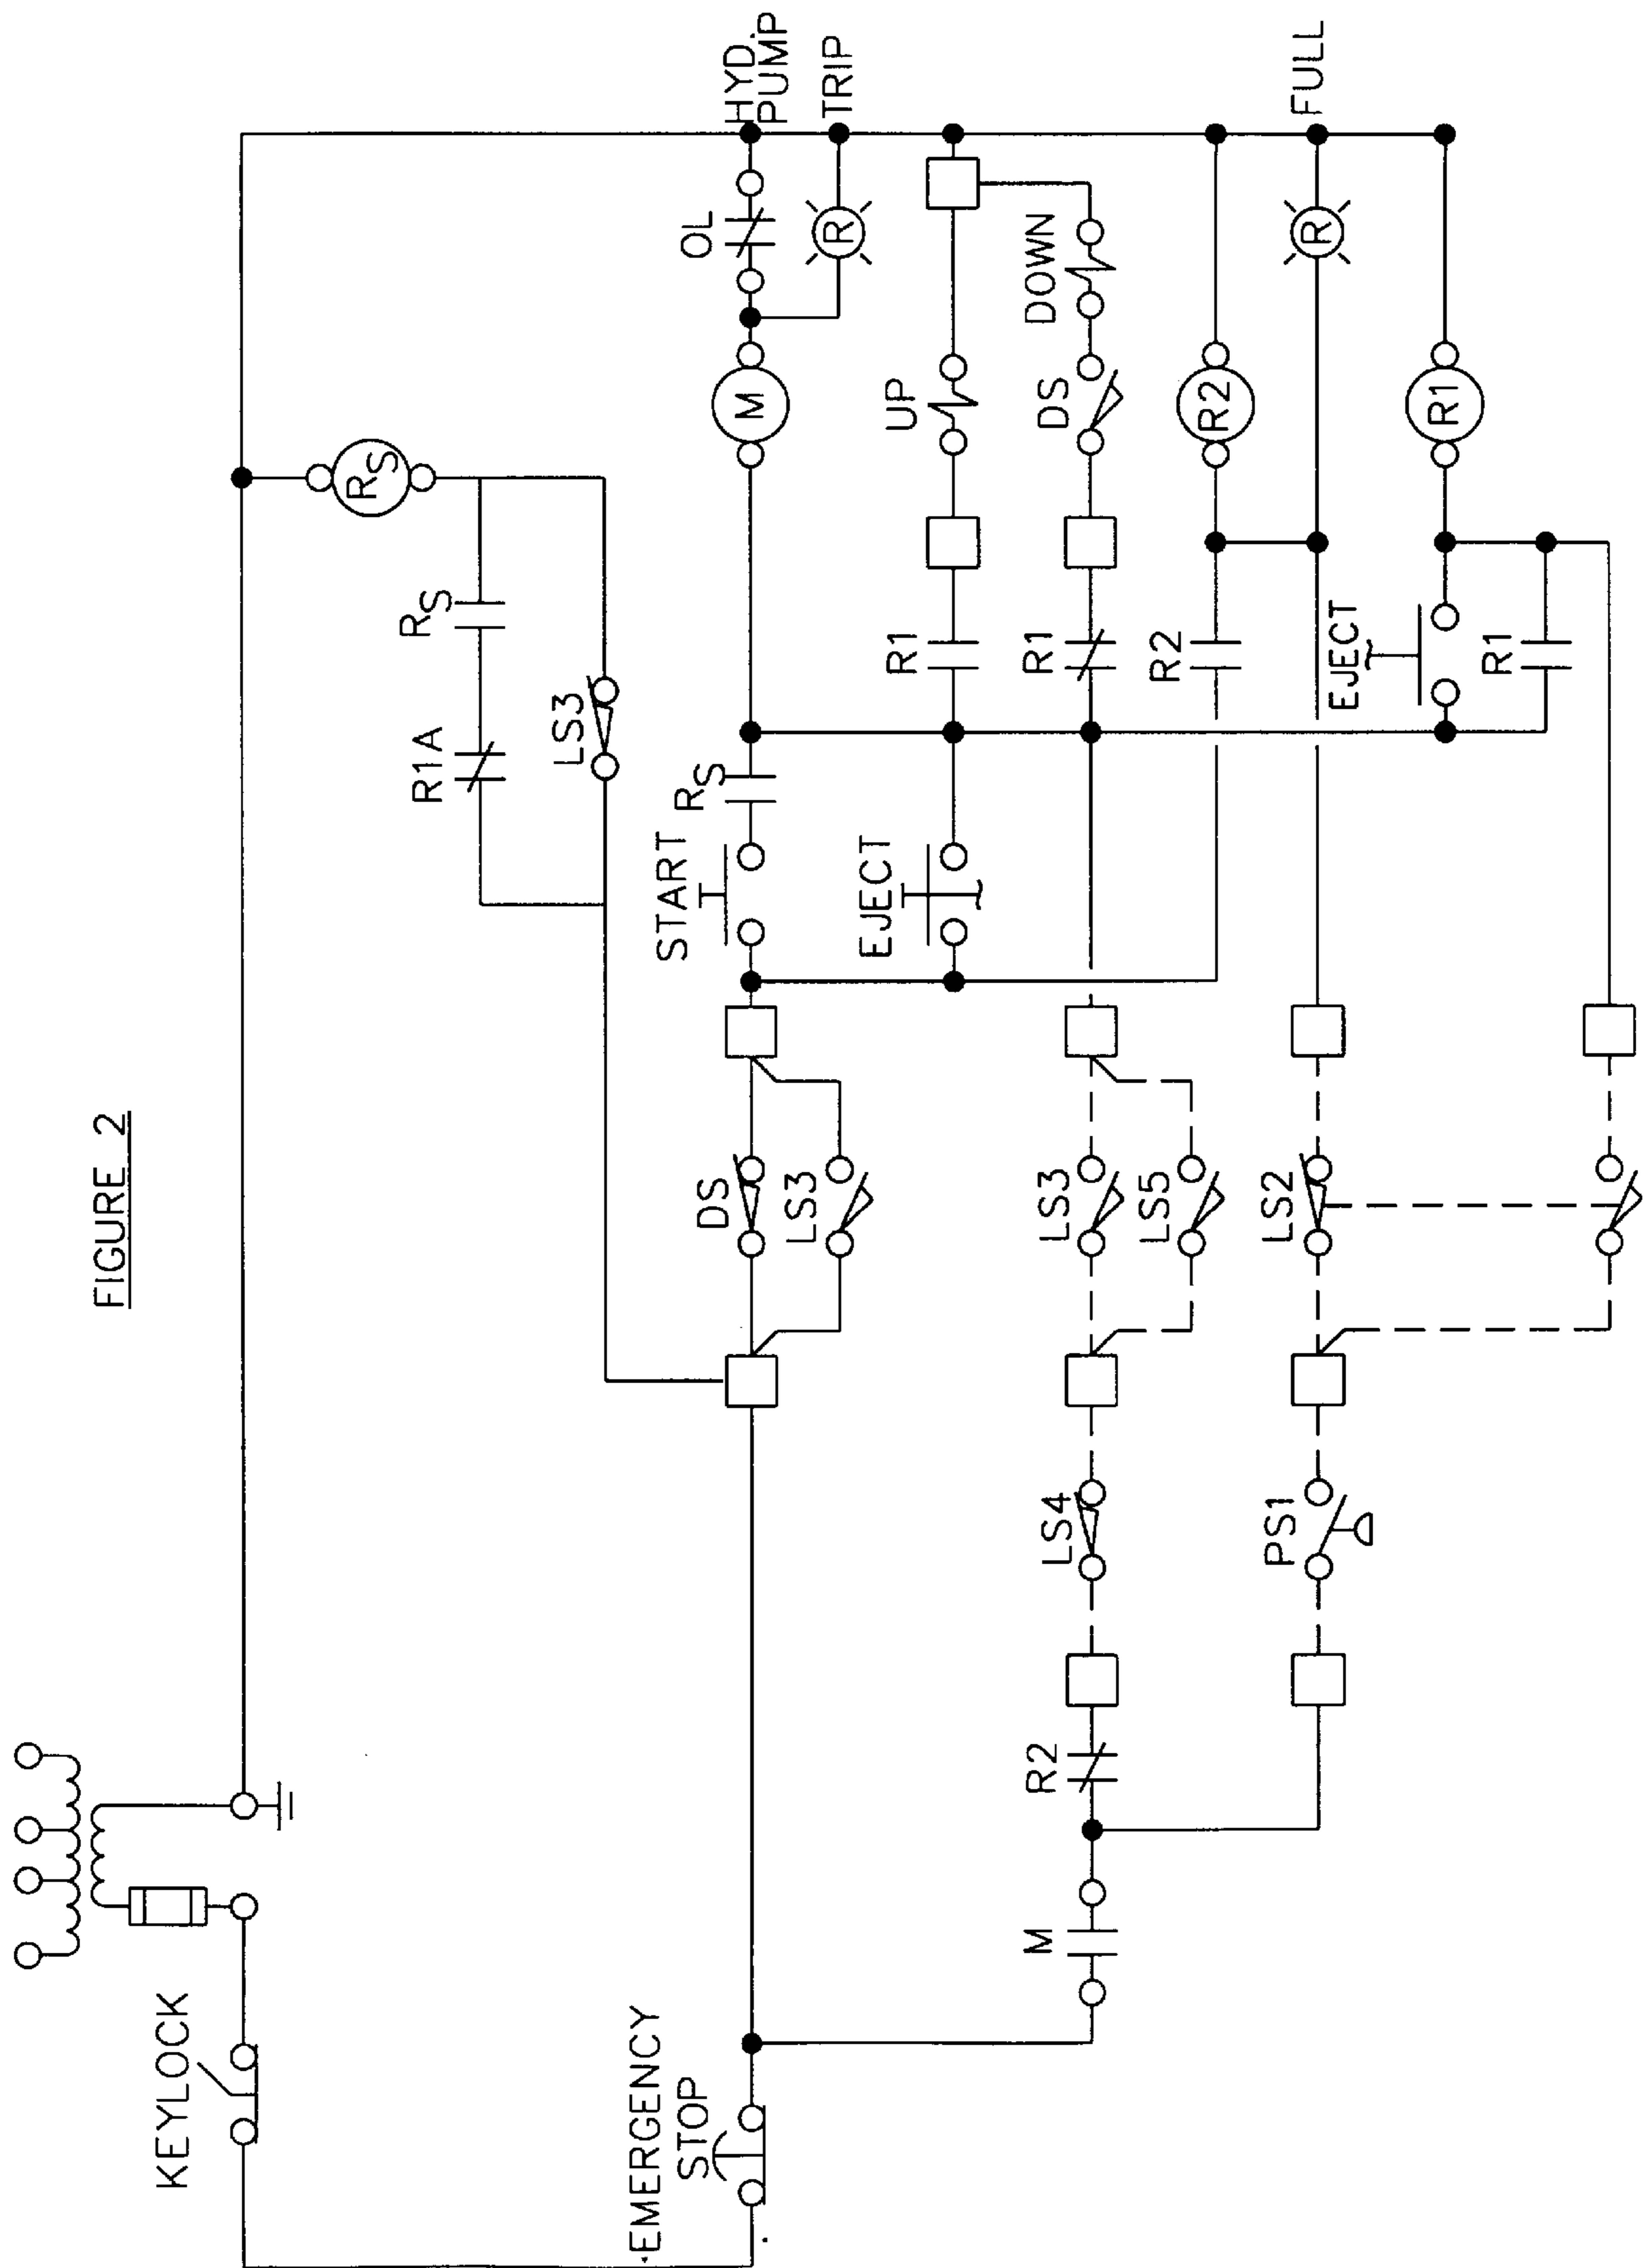 FIGURE 2
KEYLOCK
EMERGENCY
STOP
RS
RS
R1A
LS3
DS
LS3
START
RS
M
OL
HYD.
PUMP
R
TRIP
EJECT
R1
UP
M
R2
LS4
LS3
LS5
R1
DS
DOWN
R2
R2
PS1
LS2
R
FULL
EJECT
R1
R1